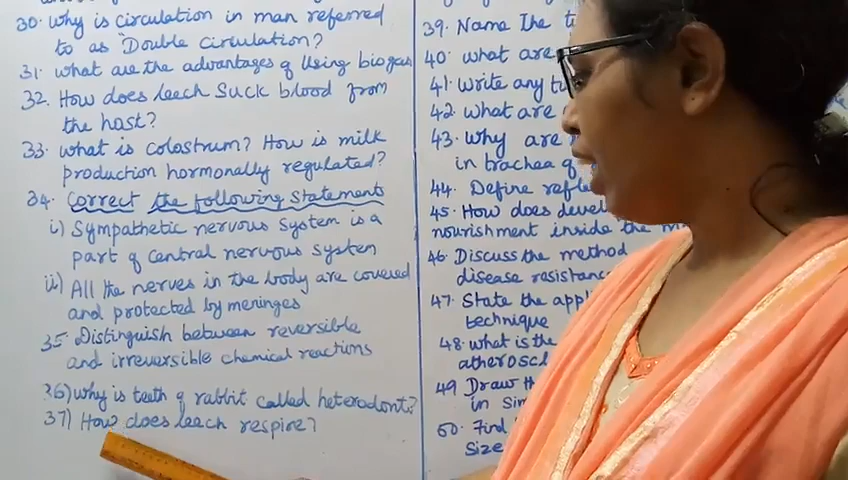 30. Why is circulation in man referred
to as "Double circulation?
31. what are the advantages of Using biogas
32. How does leech Suck blood from
the host?
33. what is colostrum? How is milk
production hormonally regulated?
34. Correct the following statements
i) Sympathetic nervous System is a
part of Central nervous system
ii) All the nerves in the body are covered
and protected by meninges
35. Distinguish between reversible
and irreversible chemical reactions
36) why is teeth of rabbit called heterodont?
37) How does leech respire?
39. Name The
40. what are
41. Write any
42. what are
43. Why are
in trachea of
44. Define
45. How does
nourishment inside the
46. Discuss the method
disease resistance
47. State the
technique
48. what is the
49 Draw
in
50. Find
Size